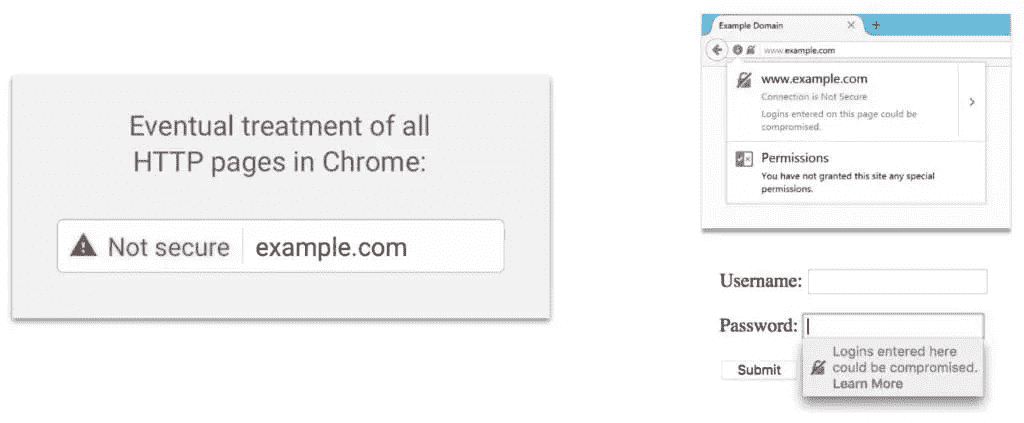 Eventual treatment of all
HTTP pages in Chrome:
Not secure example.com
Example Domain
www.example.com
www.example.com
Connection is Not Secure
Logins entered on this page could be
compromised.
Permissions
You have not granted this site any special
permissions.
Username:
Password:
Submit
Logins entered here
could be compromised.
Learn More